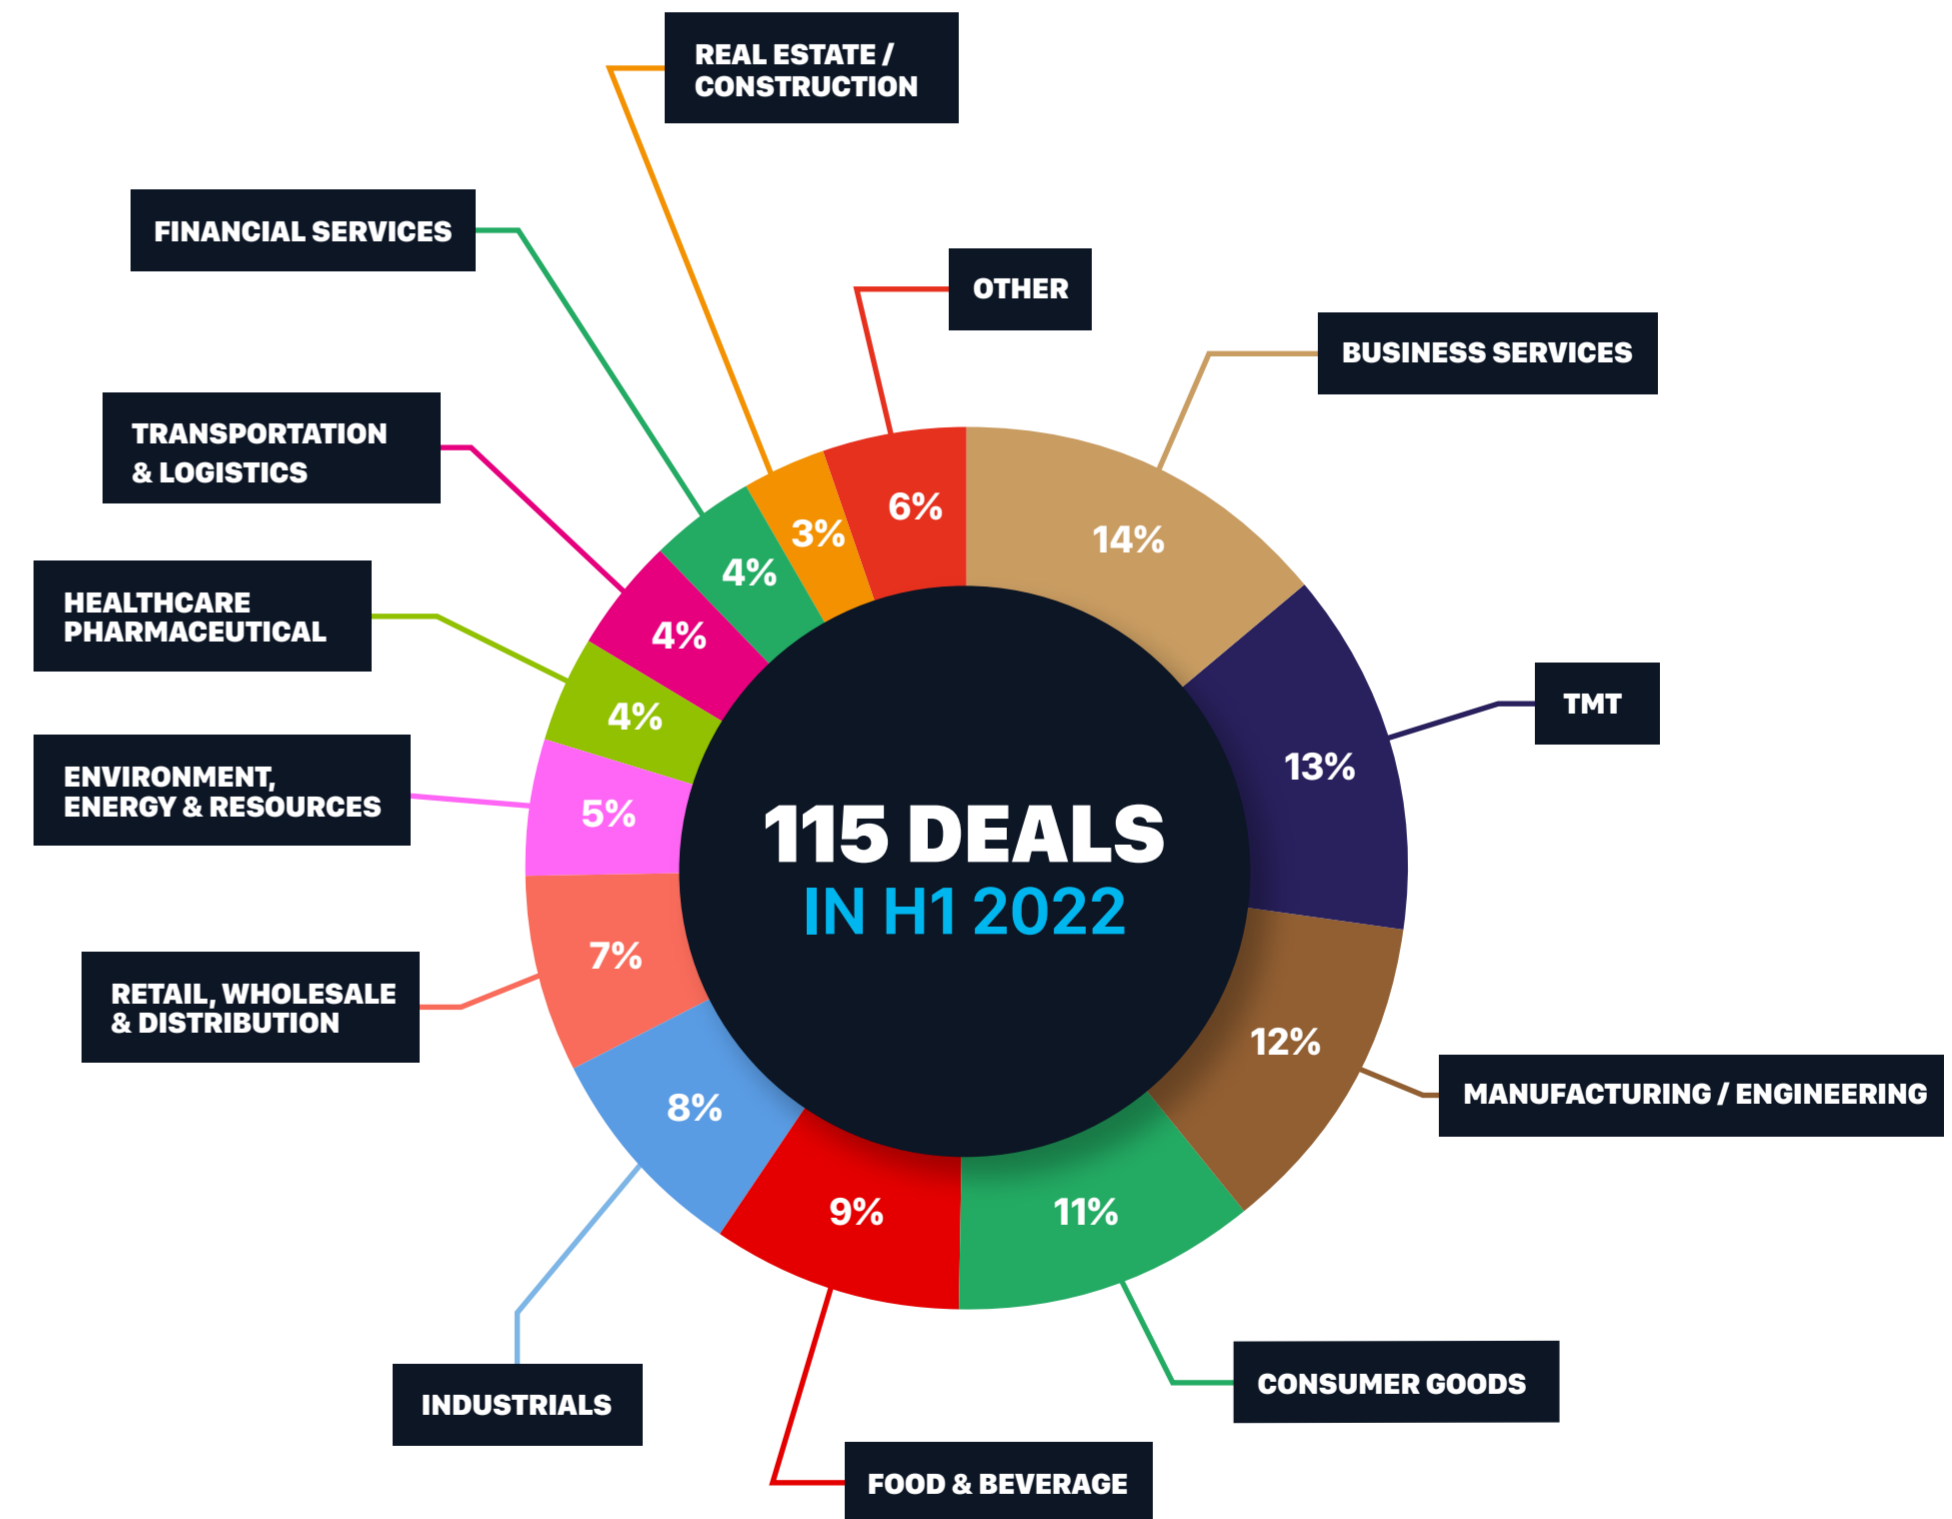 REAL ESTATE /
CONSTRUCTION
FINANCIAL SERVICES
OTHER
BUSINESS SERVICES
TRANSPORTATION
& LOGISTICS
HEALTHCARE
PHARMACEUTICAL
TMT
ENVIRONMENT,
ENERGY & RESOURCES
RETAIL, WHOLESALE
& DISTRIBUTION
MANUFACTURING / ENGINEERING
INDUSTRIALS
CONSUMER GOODS
FOOD & BEVERAGE
6%
14%
3%
4%
4%
4%
13%
5%
7%
12%
8%
9%
11%
115 DEALS
IN H1 2022